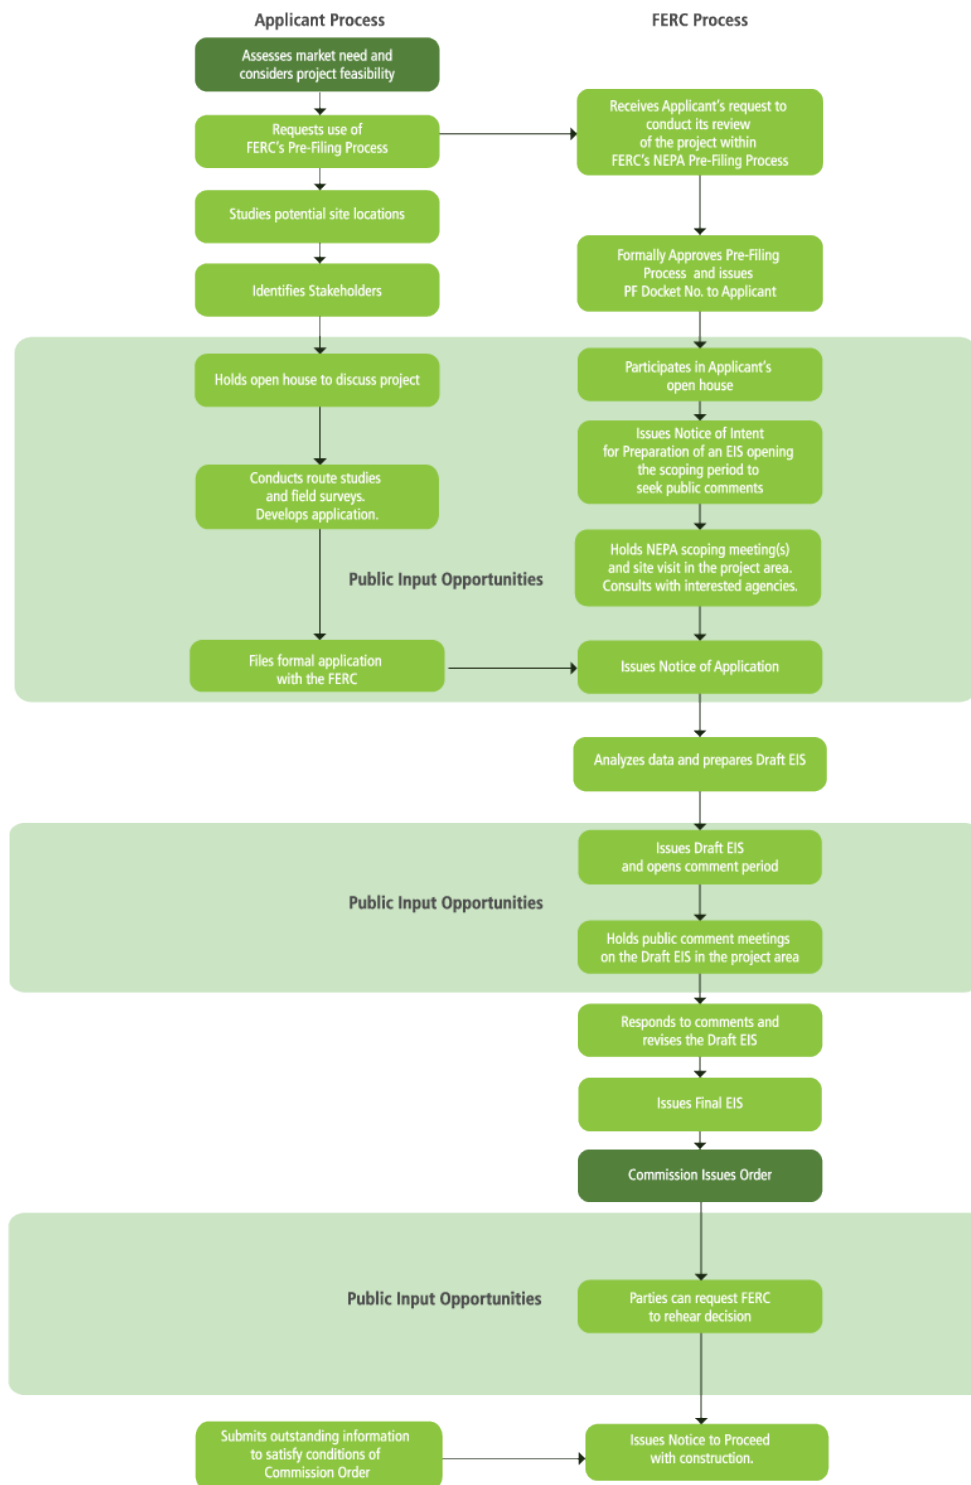 Applicant Process
FERC Process
Assesses market need and
considers project feasibility
Requests use of
FERC's Pre-Filing Process
Receives Applicant's request to
conduct its review
of the project within
FERC's NEPA Pre-Filing Process
Studies potential site locations
Identifies Stakeholders
Formally Approves Pre-Filing
Process and issues
PF Docket No. to Applicant
Holds open house to discuss project
Participates in Applicant's
open house
Issues Notice of Intent
for Preparation of an EIS opening
the scoping period to
seek public comments
Conducts route studies
and field surveys.
Develops application.
Holds NEPA scoping meeting(s)
and site visit in the project area.
Consults with interested agencies.
Public Input Opportunities
Files formal application
with the FERC
Issues Notice of Application
Analyzes data and prepares Draft EIS
Issues Draft EIS
and opens comment period
Public Input Opportunities
Holds public comment meetings
on the Draft EIS in the project area
Responds to comments and
revises the Draft EIS
Issues Final EIS
Commission Issues Order
Public Input Opportunities
Parties can request FERC
to rehear decision
Submits outstanding information
to satisfy conditions of
Commission Order
Issues Notice to Proceed
with construction.